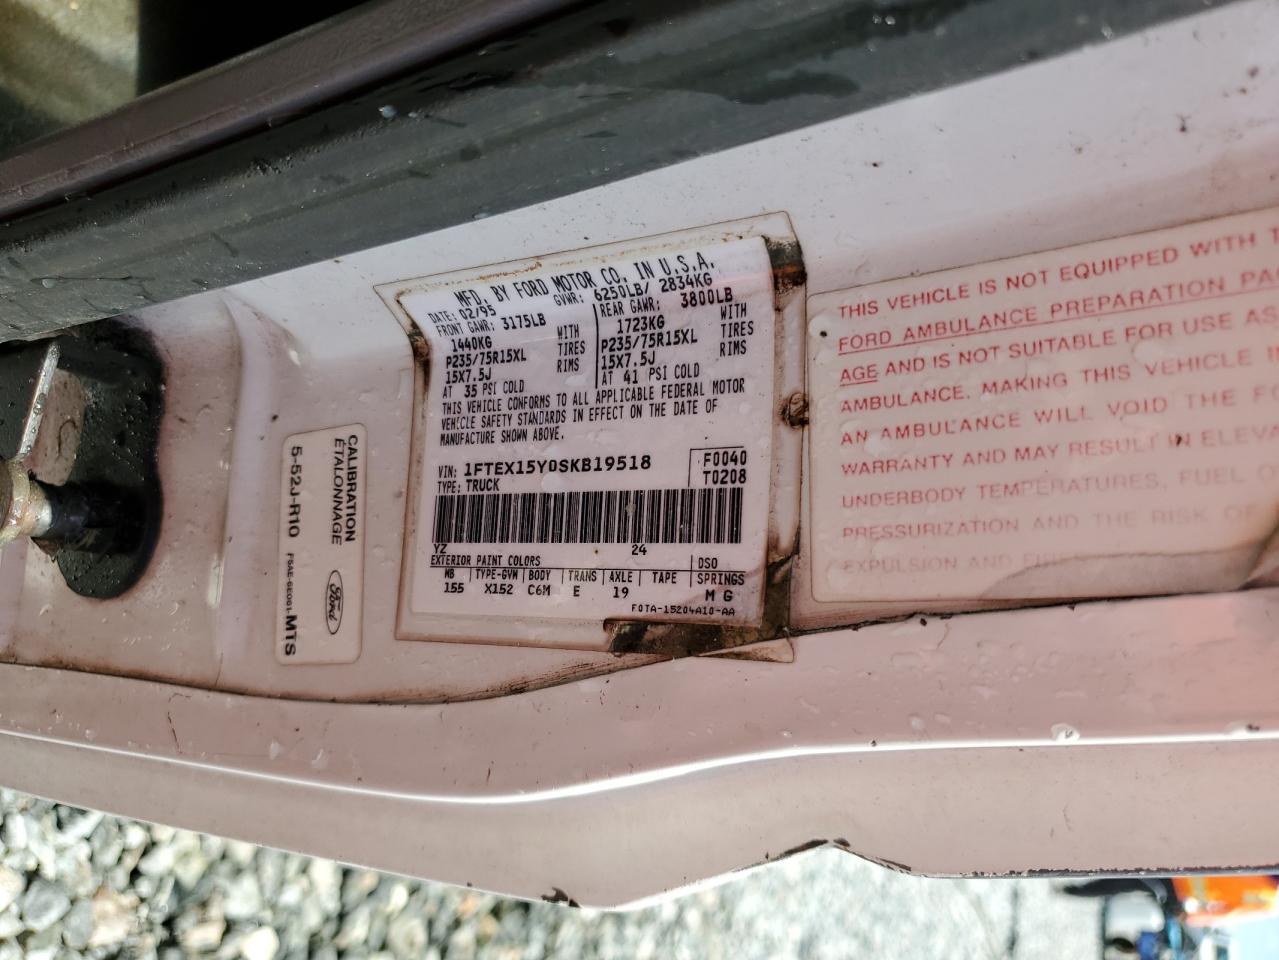 MFD. BY FORD MOTOR CO. IN U.S.A.
DATE: 02/95 GVWR: 6250LB/ 2834KG
FRONT GAWR: 3175LB REAR GAWR: 3800LB
1440KG WITH 1723KG WITH
P235/75R15XL TIRES P235/75R15XL TIRES
15X7.5J RIMS 15X7.5J RIMS
AT 35 PSI COLD AT 41 PSI COLD
THIS VEHICLE CONFORMS TO ALL APPLICABLE FEDERAL MOTOR
VEHICLE SAFETY STANDARDS IN EFFECT ON THE DATE OF
MANUFACTURE SHOWN ABOVE.
VIN: 1FTEX15Y0SKB19518 F0040
TYPE: TRUCK T0208
YZ 24
EXTERIOR PAINT COLORS DSO
WB TYPE-GVW BODY TRANS AXLE TAPE SPRINGS
155 X152 C6M E 19 M G
F0TA-15204A10-AA
CALIBRATION
ÉTALONNAGE
5-52J-R10
Ford
F5AE-6E061-MTS
THIS VEHICLE IS NOT EQUIPPED WITH
FORD AMBULANCE PREPARATION
AGE AND IS NOT SUITABLE FOR USE AS
AMBULANCE. MAKING THIS VEHICLE
AN AMBULANCE WILL VOID THE
WARRANTY AND MAY RESULT IN
UNDERBODY TEMPERATURES, FUEL
PRESSURIZATION AND THE RISK OF
EXPULSION AND